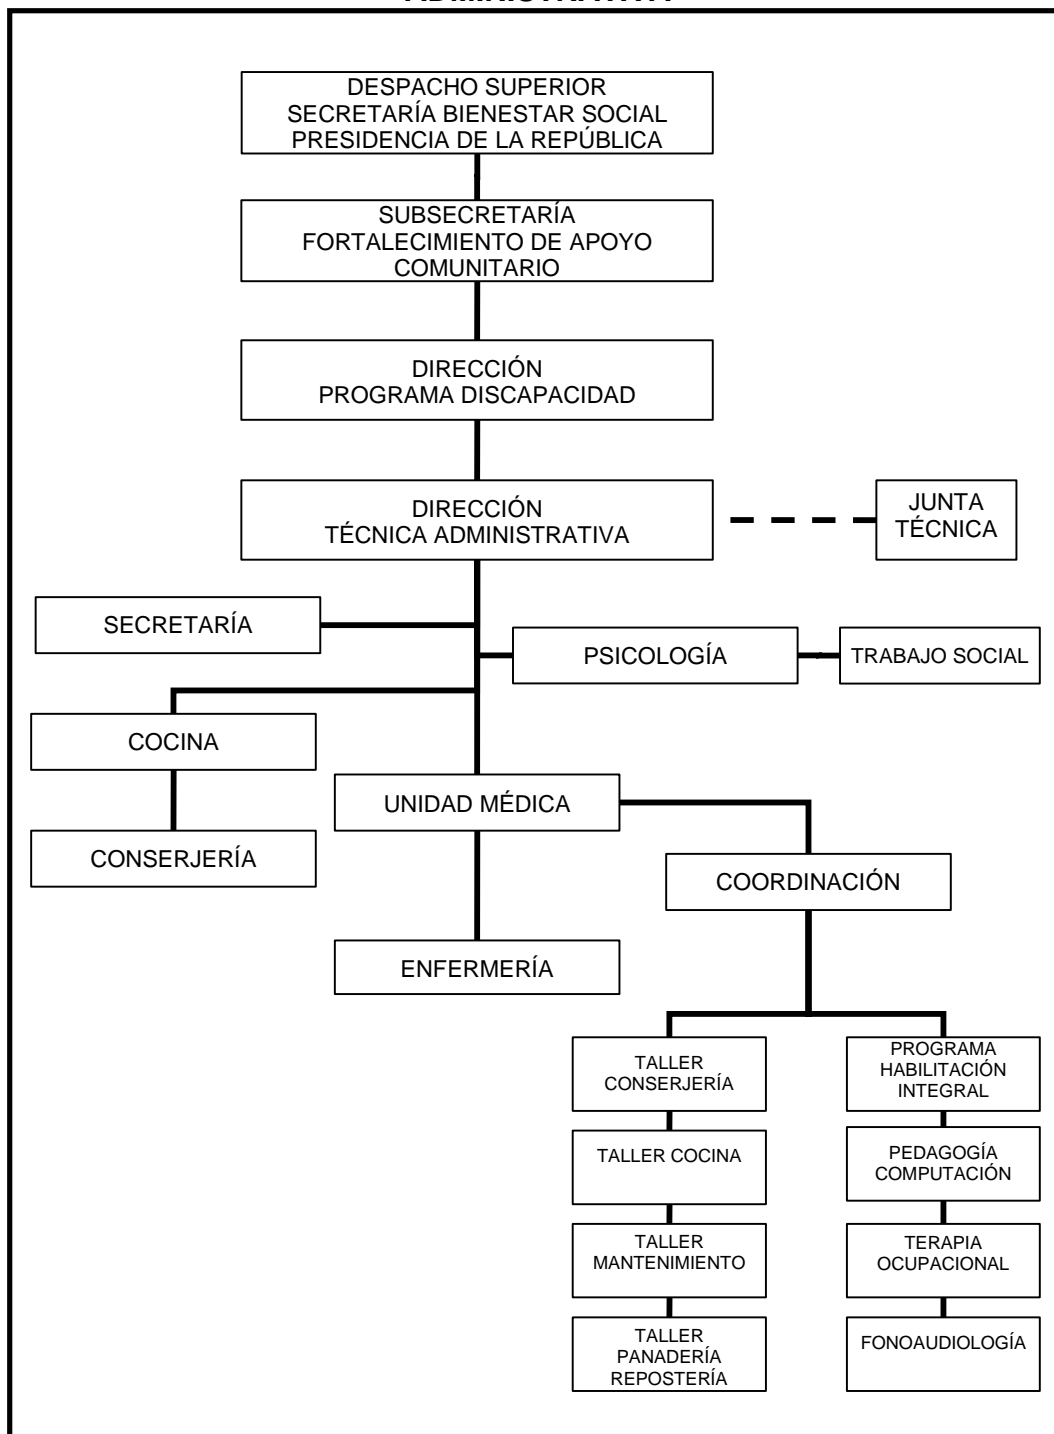 DESPACHO SUPERIOR
SECRETARÍA BIENESTAR SOCIAL
PRESIDENCIA DE LA REPÚBLICA
SUBSECRETARÍA
FORTALECIMIENTO DE APOYO
COMUNITARIO
DIRECCIÓN
PROGRAMA DISCAPACIDAD
DIRECCIÓN
TÉCNICA ADMINISTRATIVA
JUNTA
TÉCNICA
SECRETARÍA
PSICOLOGÍA
TRABAJO SOCIAL
COCINA
UNIDAD MÉDICA
CONSERJERÍA
COORDINACIÓN
ENFERMERÍA
TALLER
CONSERJERÍA
TALLER COCINA
TALLER
MANTENIMIENTO
TALLER
PANADERÍA
REPOSTERÍA
PROGRAMA
HABILITACIÓN
INTEGRAL
PEDAGOGÍA
COMPUTACIÓN
TERAPIA
OCUPACIONAL
FONOAUDIOLOGÍA